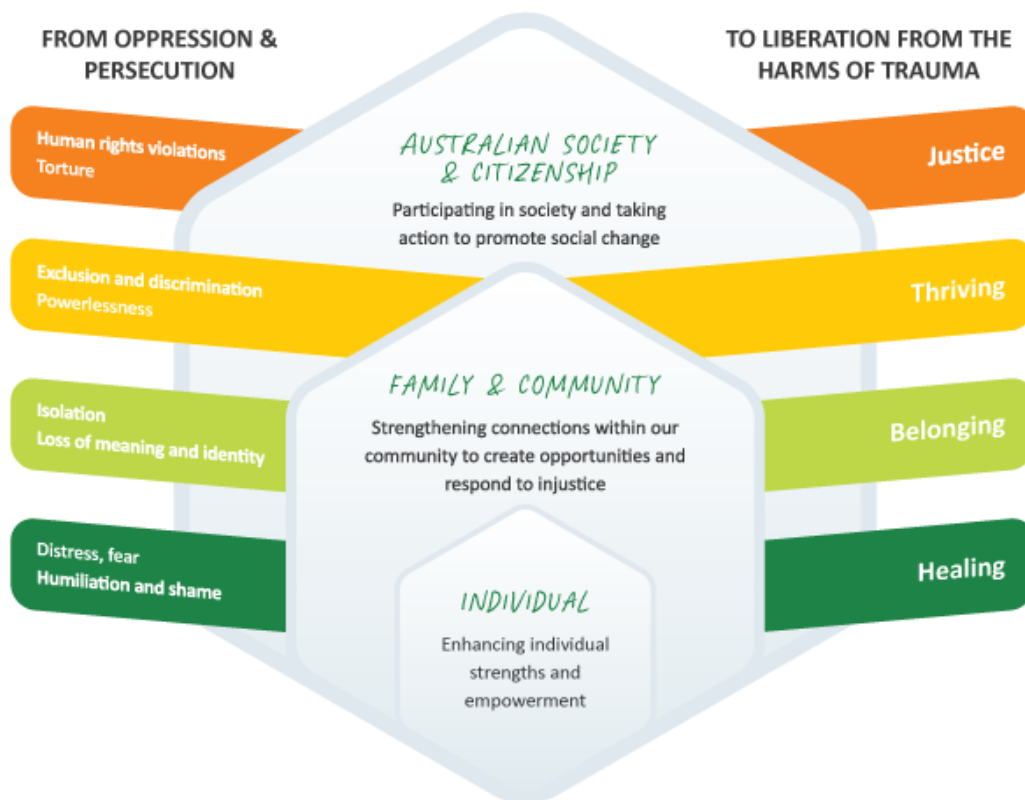 FROM OPPRESSION &
PERSECUTION
TO LIBERATION FROM THE
HARMS OF TRAUMA
Human rights violations
Torture
AUSTRALIAN SOCIETY
& CITIZENSHIP
Participating in society and taking
action to promote social change
Justice
Exclusion and discrimination
Powerlessness
Thriving
FAMILY & COMMUNITY
Strengthening connections within our
community to create opportunities and
respond to injustice
Isolation
Loss of meaning and identity
Belonging
Distress, fear
Humiliation and shame
INDIVIDUAL
Enhancing individual
strengths and
empowerment
Healing